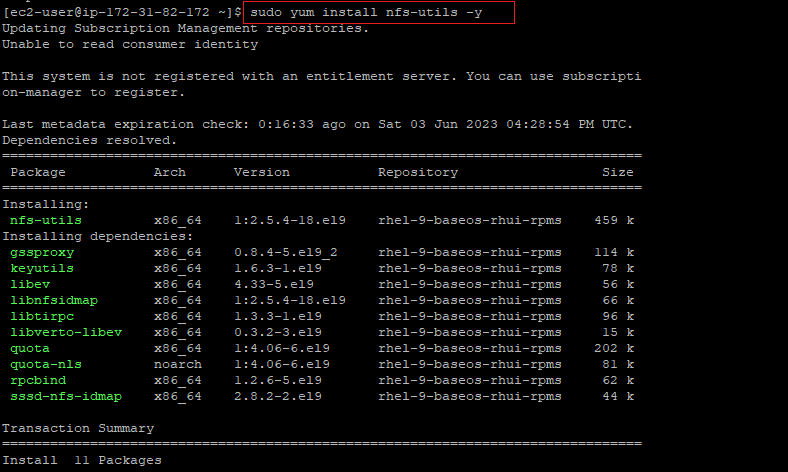 [ec2-user@ip-172-31-82-172 ~]$ sudo yum install nfs-utils -y
Updating Subscription Management repositories.
Unable to read consumer identity
This system is not registered with an entitlement server. You can use subscripti
on-manager to register.
Last metadata expiration check: 0:16:33 ago on Sat 03 Jun 2023 04:28:54 PM UTC.
Dependencies resolved.
================================================================================
Package Arch Version Repository Size
================================================================================
Installing:
nfs-utils x86_64 1:2.5.4-18.el9 rhel-9-baseos-rhui-rpms 459 k
Installing dependencies:
gssproxy x86_64 0.8.4-5.el9_2 rhel-9-baseos-rhui-rpms 114 k
keyutils x86_64 1.6.3-1.el9 rhel-9-baseos-rhui-rpms 78 k
libev x86_64 4.33-5.el9 rhel-9-baseos-rhui-rpms 56 k
libnfsidmap x86_64 1:2.5.4-18.el9 rhel-9-baseos-rhui-rpms 66 k
libtirpc x86_64 1.3.3-1.el9 rhel-9-baseos-rhui-rpms 96 k
libverto-libev x86_64 0.3.2-3.el9 rhel-9-baseos-rhui-rpms 15 k
quota x86_64 1:4.06-6.el9 rhel-9-baseos-rhui-rpms 202 k
quota-nls noarch 1:4.06-6.el9 rhel-9-baseos-rhui-rpms 81 k
rpcbind x86_64 1.2.6-5.el9 rhel-9-baseos-rhui-rpms 62 k
sssd-nfs-idmap x86_64 2.8.2-2.el9 rhel-9-baseos-rhui-rpms 44 k
Transaction Summary
================================================================================
Install 11 Packages